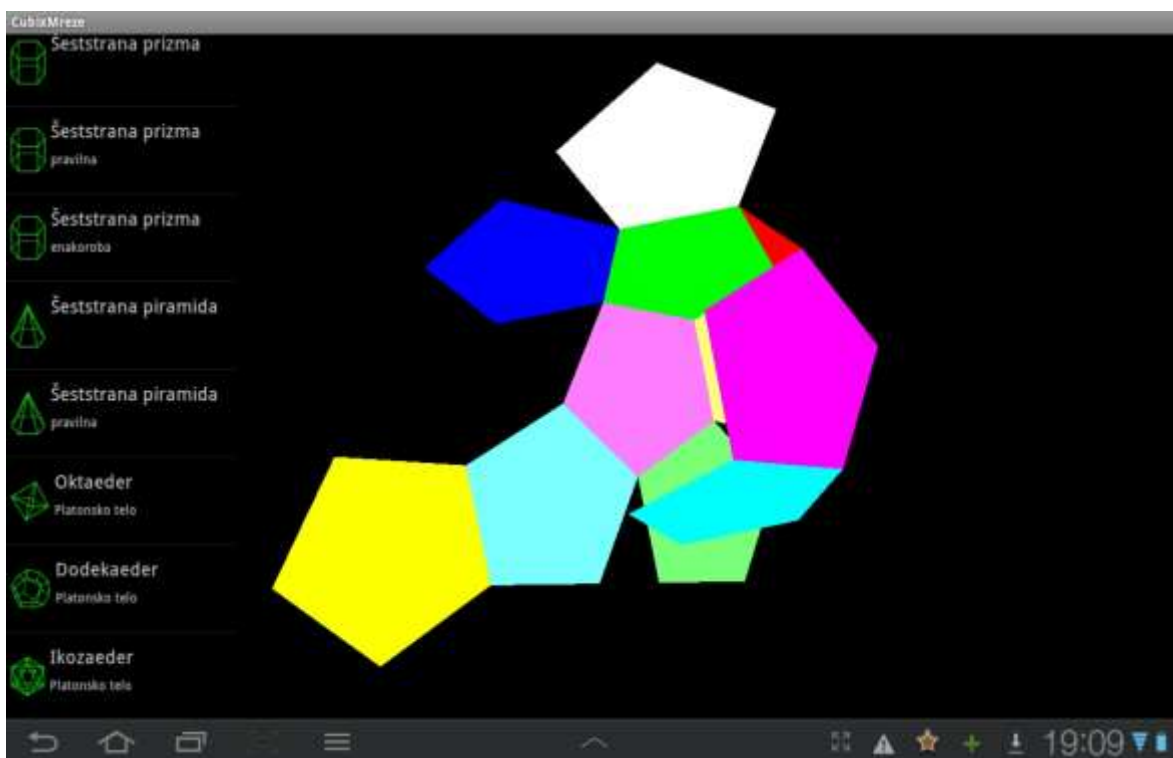 CubixMreze
Šeststrana prizma
Šeststrana prizma
pravilna
Šeststrana prizma
enakoroba
Šeststrana piramida
Šeststrana piramida
pravilna
Oktaeder
Platonsko telo
Dodekaeder
Platonsko telo
Ikozaeder
Platonsko telo
19:09